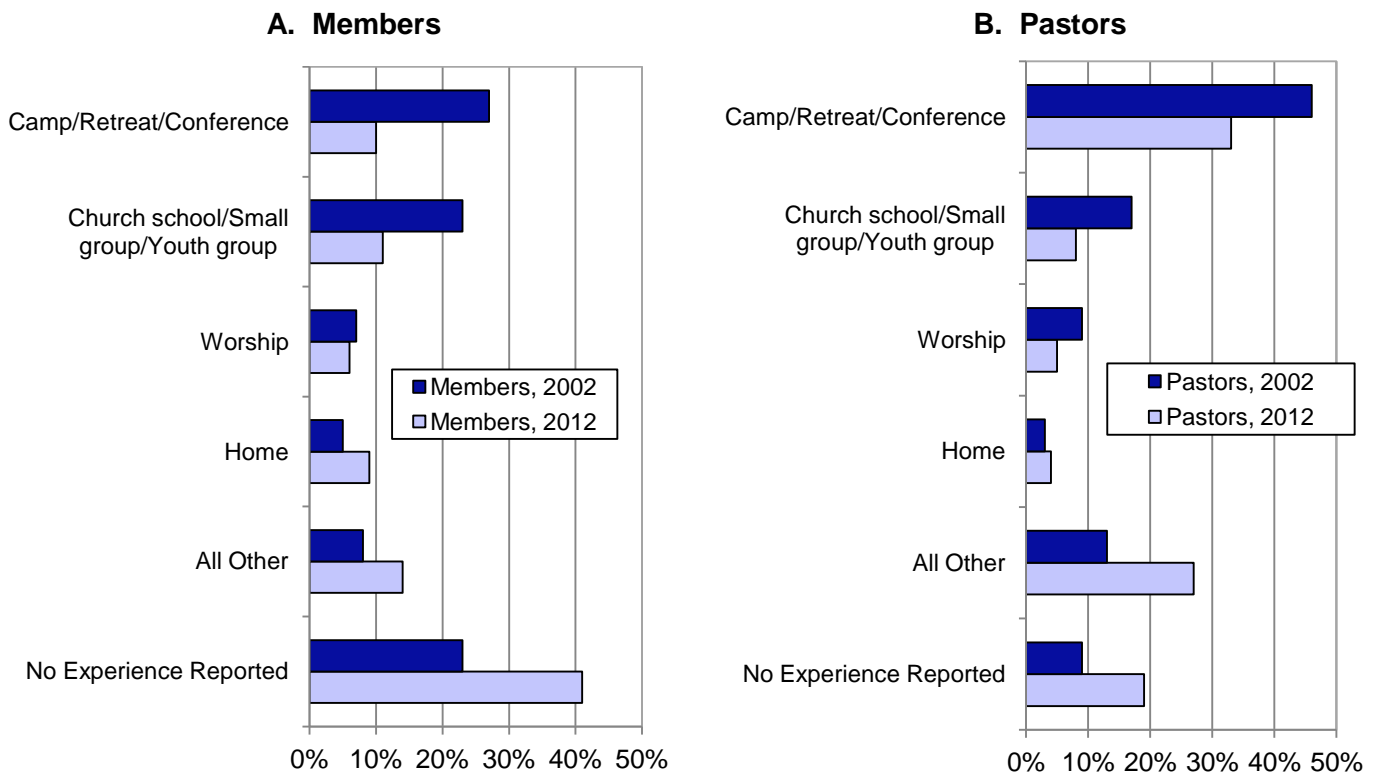 A. Members
Camp/Retreat/Conference
Church school/Small
group/Youth group
Worship
Home
All Other
No Experience Reported
Members, 2002
Members, 2012
0% 10% 20% 30% 40% 50%
B. Pastors
Camp/Retreat/Conference
Church school/Small
group/Youth group
Worship
Home
All Other
No Experience Reported
Pastors, 2002
Pastors, 2012
0% 10% 20% 30% 40% 50%